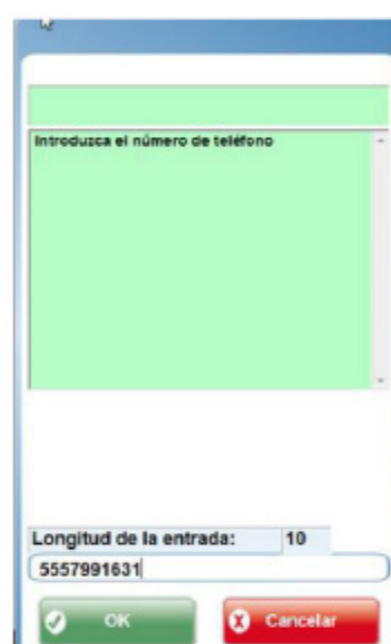 Introduzca el número de teléfono
Longitud de la entrada: 10
5557991631
OK
Cancelar